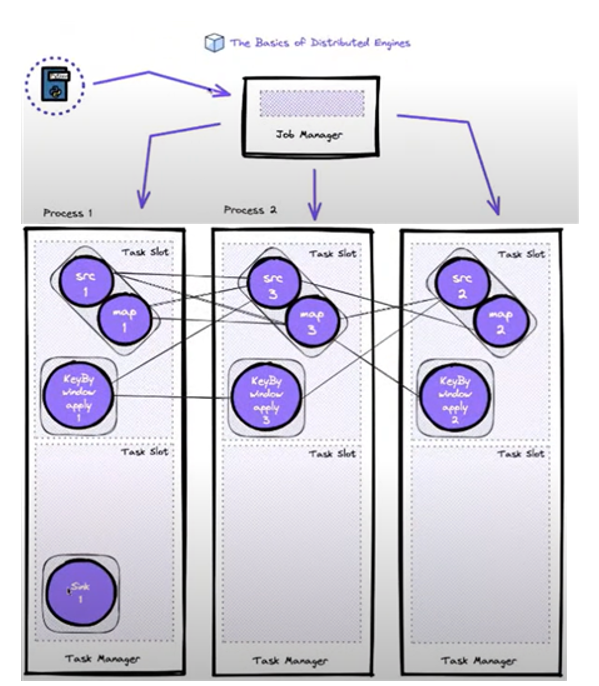 The Basics of Distributed Engines
Job Manager
Process 1
Process 2
Task Slot
src
1
map
1
KeyBy
window
apply
1
Task Slot
Sink
1
Task Manager
Task Slot
src
3
map
3
KeyBy
window
apply
3
Task Slot
Task Manager
Task Slot
src
2
map
2
KeyBy
window
apply
2
Task Slot
Task Manager